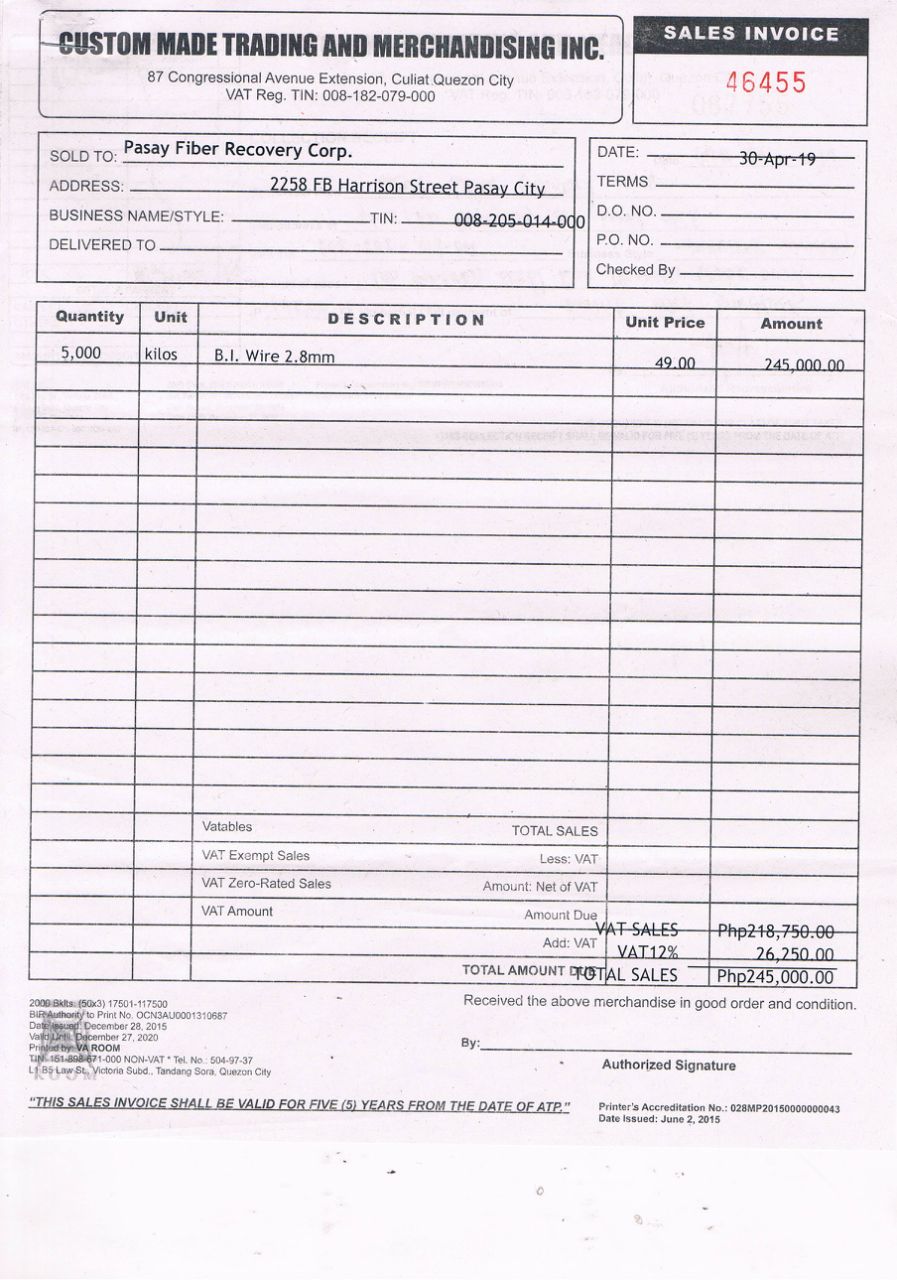 CUSTOM MADE TRADING AND MERCHANDISING INC.
87 Congressional Avenue Extension, Culiat Quezon City
VAT Reg. TIN: 008-182-079-000
SALES INVOICE
46455
SOLD TO: Pasay Fiber Recovery Corp.
ADDRESS: 2258 FB Harrison Street Pasay City
BUSINESS NAME/STYLE: TIN: 008-205-014-000
DELIVERED TO
DATE: 30-Apr-19
TERMS
D.O. NO.
P.O. NO.
Checked By
Quantity Unit DESCRIPTION Unit Price Amount
5,000 kilos B.I. Wire 2.8mm 49.00 245,000.00
Vatables TOTAL SALES
VAT Exempt Sales Less: VAT
VAT Zero-Rated Sales Amount: Net of VAT
VAT Amount Amount Due
VAT SALES Php218,750.00
Add: VAT VAT12% 26,250.00
TOTAL AMOUNT DUE TOTAL SALES Php245,000.00
2000 Bklts. (50x3) 17501-117500
BIR Authority to Print No. OCN3AU0001310687
Date Issued: December 28, 2015
Valid Until: December 27, 2020
Printed by: VA ROOM
TIN: 151-898-671-000 NON-VAT * Tel. No.: 504-97-37
L1 B5 Law St., Victoria Subd., Tandang Sora, Quezon City
Received the above merchandise in good order and condition.
By:
Authorized Signature
"THIS SALES INVOICE SHALL BE VALID FOR FIVE (5) YEARS FROM THE DATE OF ATP."
Printer's Accreditation No.: 028MP20150000000043
Date Issued: June 2, 2015